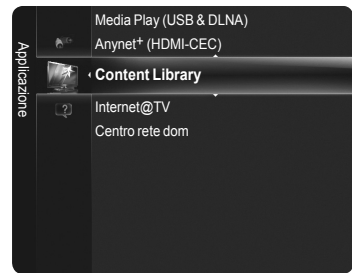 Applicazione
Media Play (USB & DLNA)
Anynet+ (HDMI-CEC)
Content Library
Internet@TV
Centro rete dom